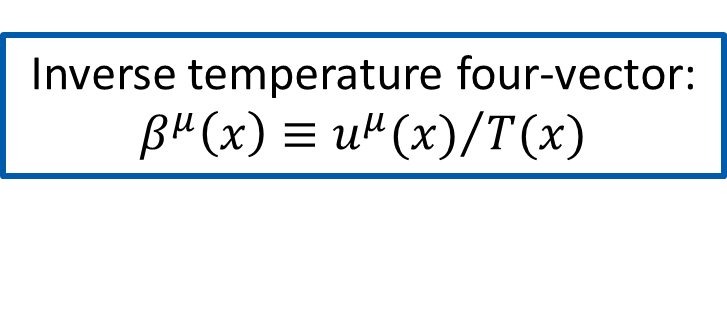 Inverse temperature four-vector:
𝛽^𝜇(𝑥) ≡ 𝑢^𝜇(𝑥)/𝑇(𝑥)